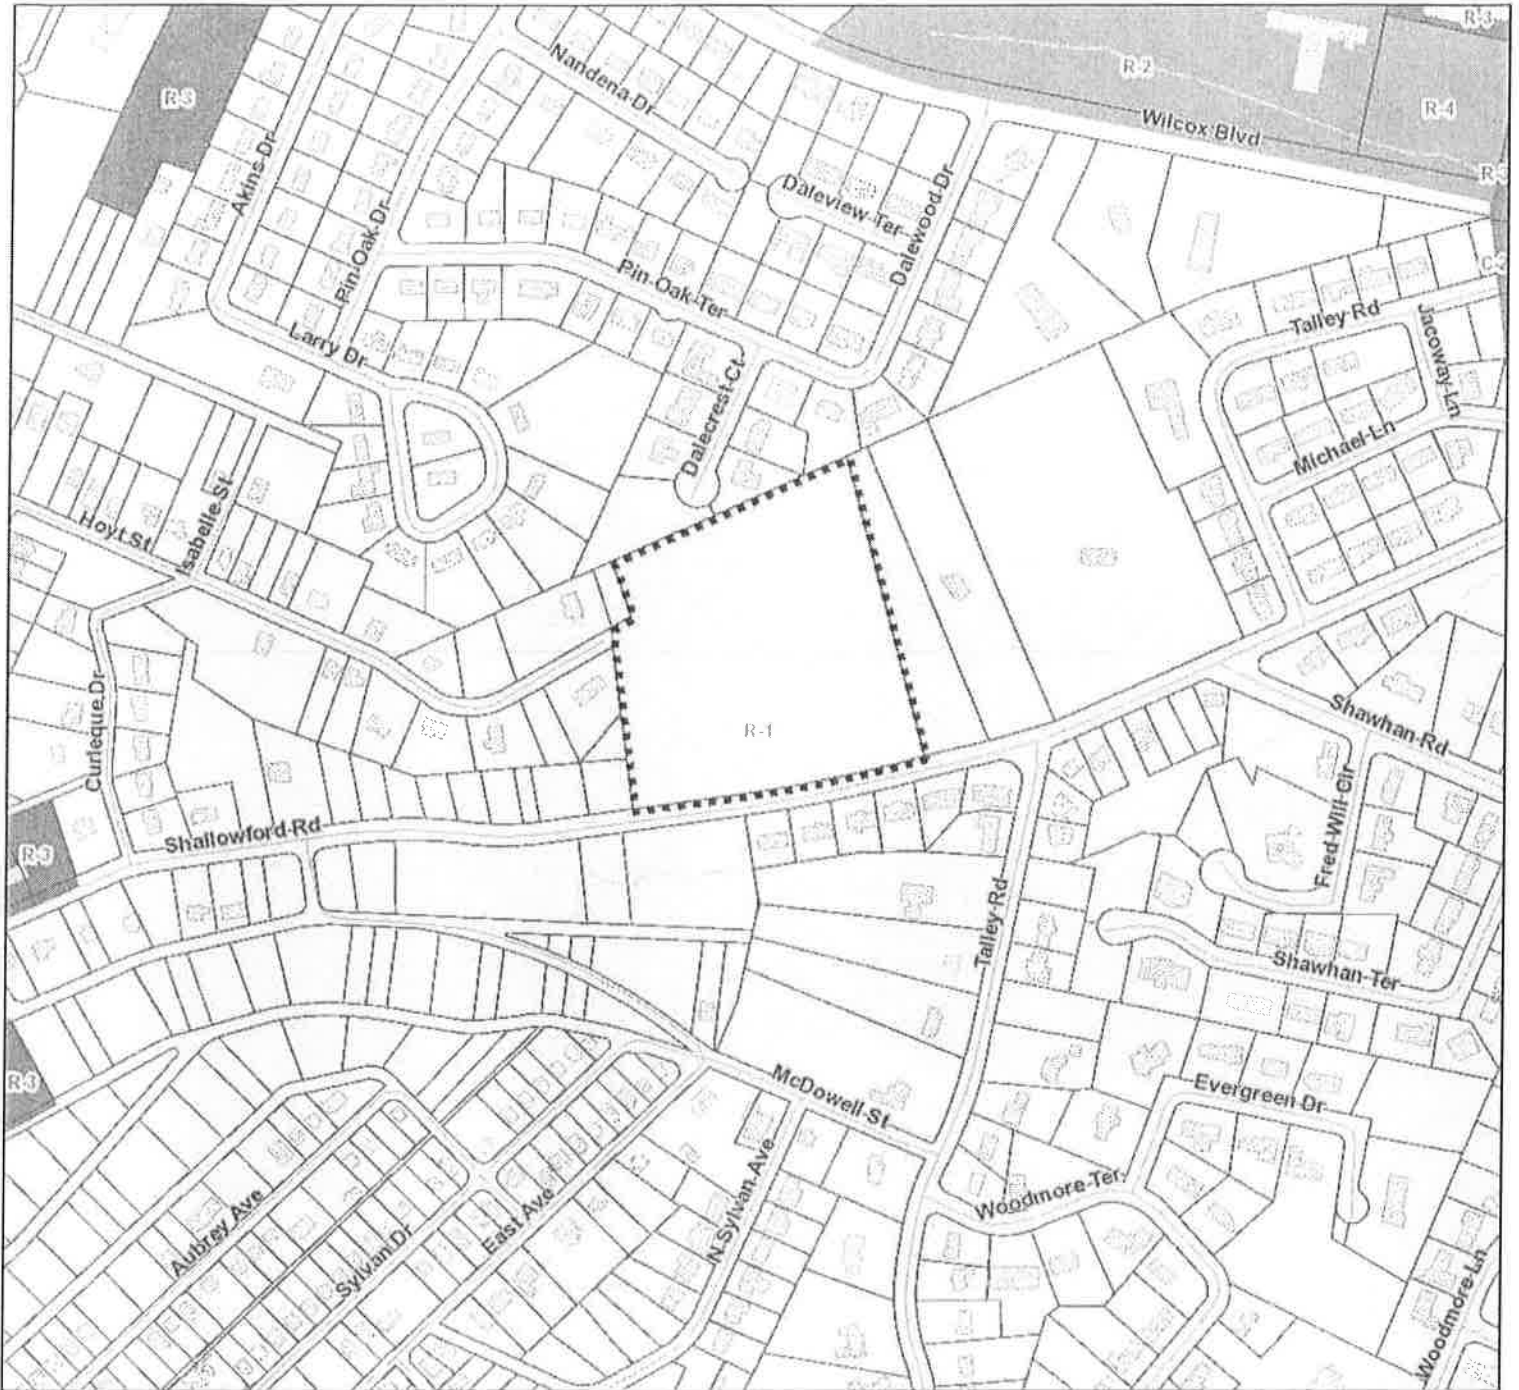 R-3
R-2
R-4
R-3
Nandena Dr
Wilcox Blvd
Akins Dr
Daleview Ter
Dalewood Dr
Pin Oak Dr
Pin Oak Ter
Talley Rd
Jacoway Ln
Larry Dr
Dalecrest Ct
Michael Ln
Isabelle St
Hoyt St
Curleque Dr
R-1
Shawhan Rd
Fred Will Cir
Shallowford Rd
R-3
Talley Rd
Shawhan Ter
R-3
McDowell St
Evergreen Dr
Woodmore Ter
N Sylvan Ave
Aubrey Ave
Sylvan Dr
East Ave
Woodmore Ln